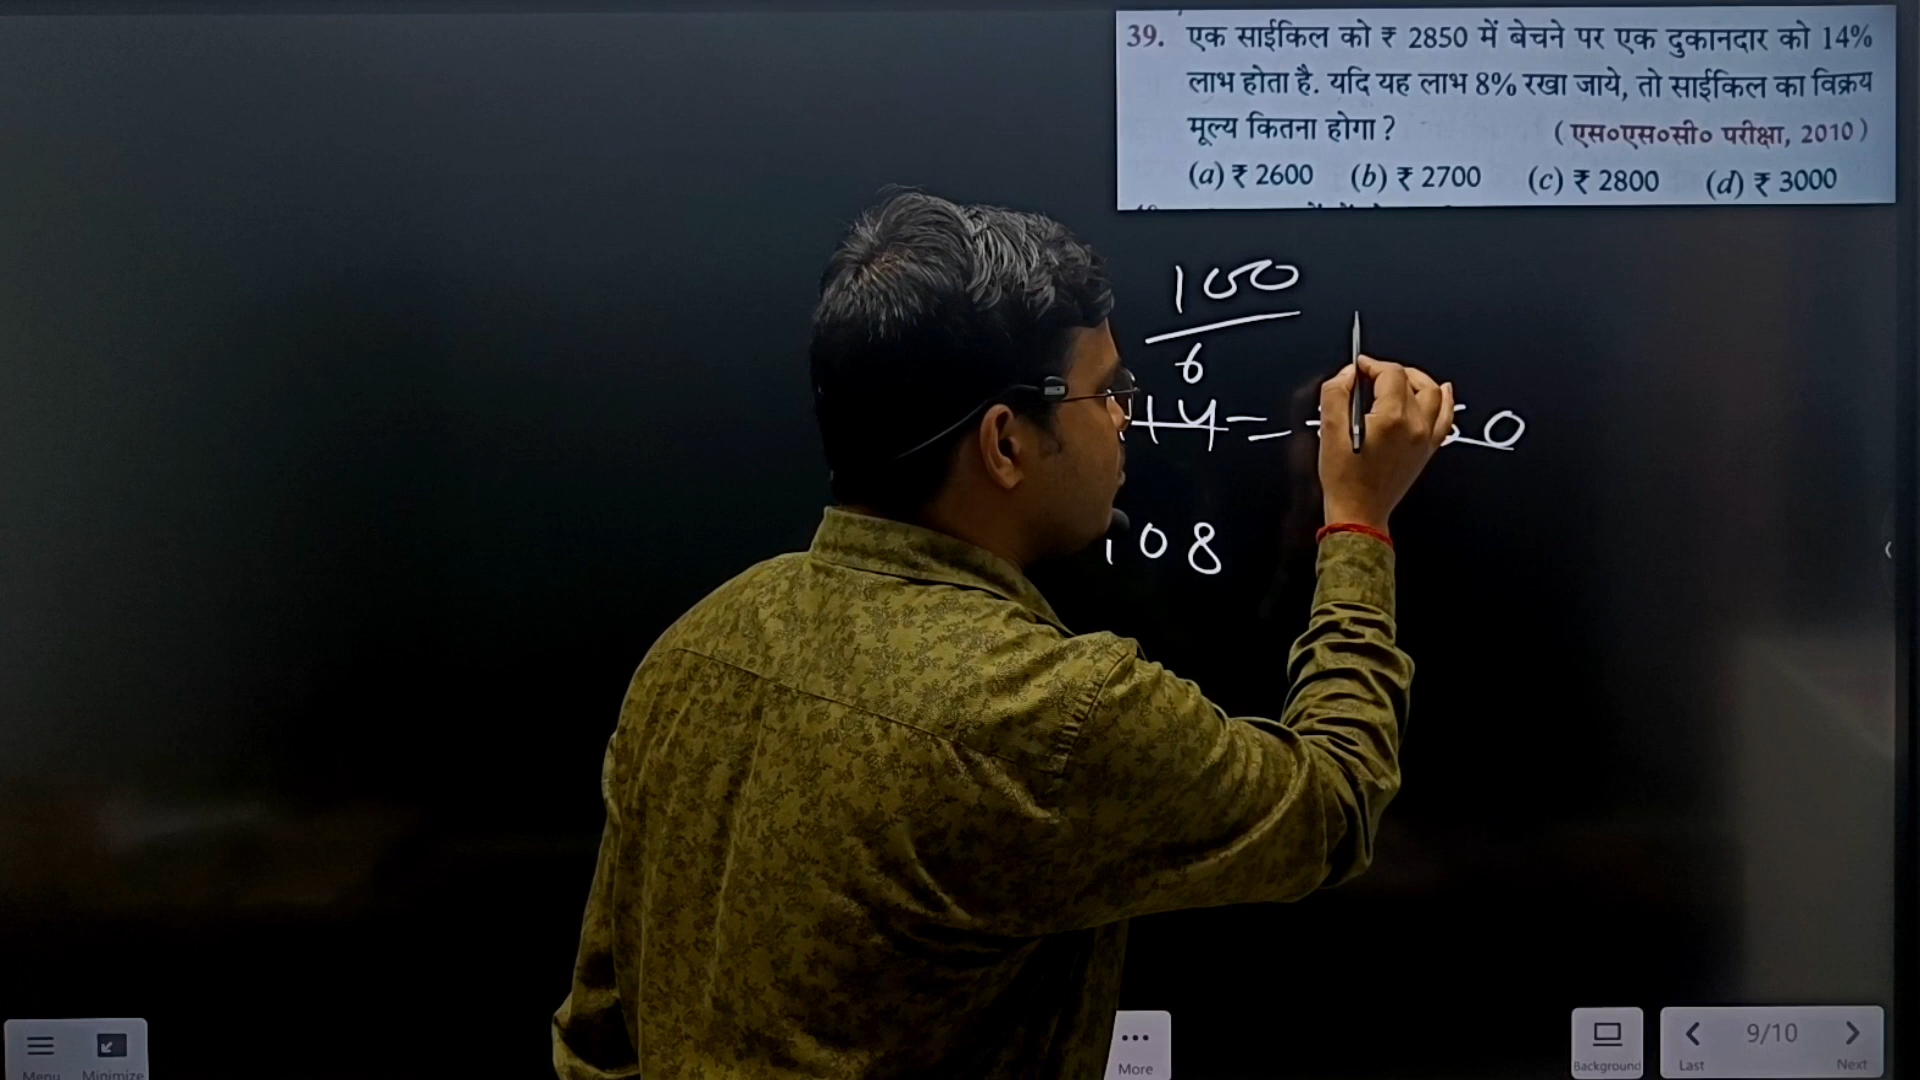 39. एक साईकिल को ₹ 2850 में बेचने पर एक दुकानदार को 14%
लाभ होता है. यदि यह लाभ 8% रखा जाये, तो साईकिल का विक्रय
मूल्य कितना होगा ? (एस०एस०सी० परीक्षा, 2010)
(a) ₹ 2600 (b) ₹ 2700 (c) ₹ 2800 (d) ₹ 3000
100
6
114 =
108
Menu Minimize
More
Background
9/10
Last Next